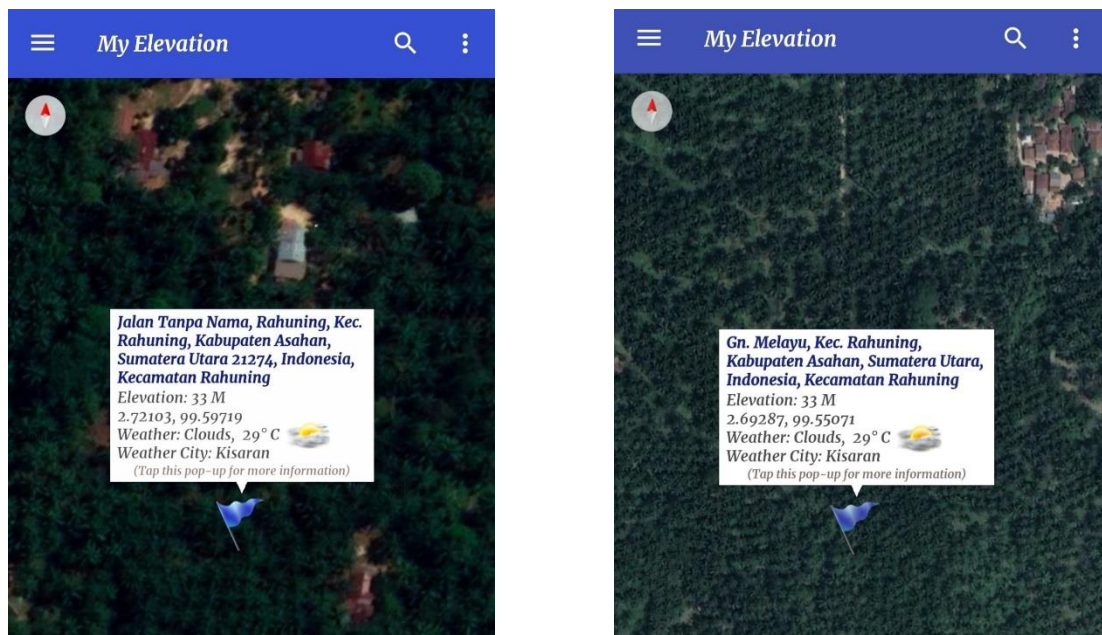 My Elevation
Jalan Tanpa Nama, Rahuning, Kec.
Rahuning, Kabupaten Asahan,
Sumatera Utara 21274, Indonesia,
Kecamatan Rahuning
Elevation: 33 M
2.72103, 99.59719
Weather: Clouds, 29° C
Weather City: Kisaran
(Tap this pop-up for more information)
My Elevation
Gn. Melayu, Kec. Rahuning,
Kabupaten Asahan, Sumatera Utara,
Indonesia, Kecamatan Rahuning
Elevation: 33 M
2.69287, 99.55071
Weather: Clouds, 29° C
Weather City: Kisaran
(Tap this pop-up for more information)